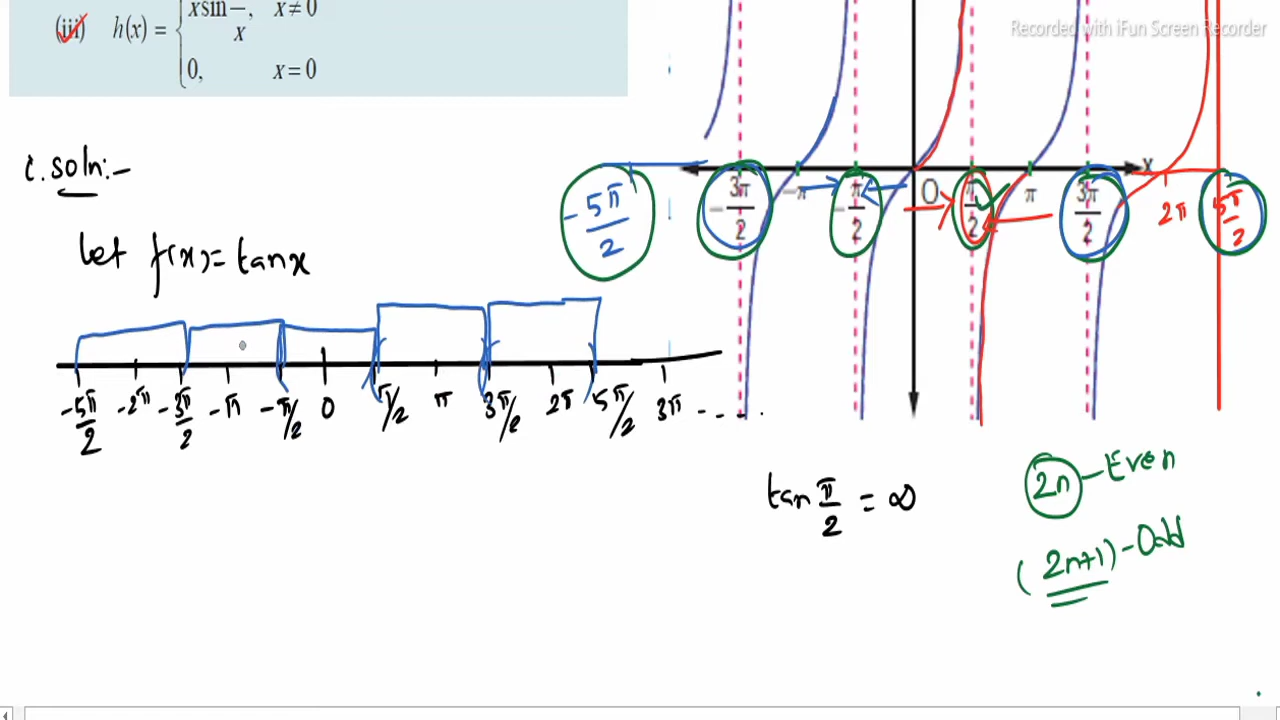 (iii) h(x) = { x sin —, x ≠ 0
x
0, x = 0
Recorded with iFun Screen Recorder
x
-5π/2 -3π/2 -π -π/2 0 π/2 π 3π/2 2π 5π/2
c. soln:-
let f(x) = tanx
-5π/2 -2π -3π/2 -π -π/2 0 π/2 π 3π/2 2π 5π/2 3π - - - .
tan π/2 = ∞
2n - Even
(2n+1) - Odd